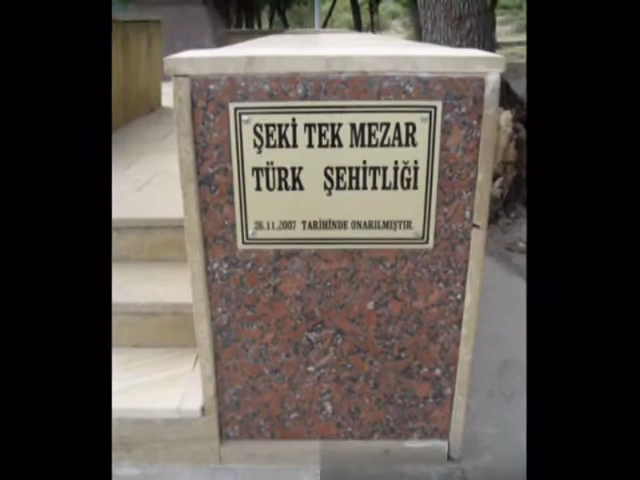 ŞEKİ TEK MEZAR
TÜRK ŞEHİTLİĞİ
26.11.2007 TARİHİNDE ONARILMIŞTIR.